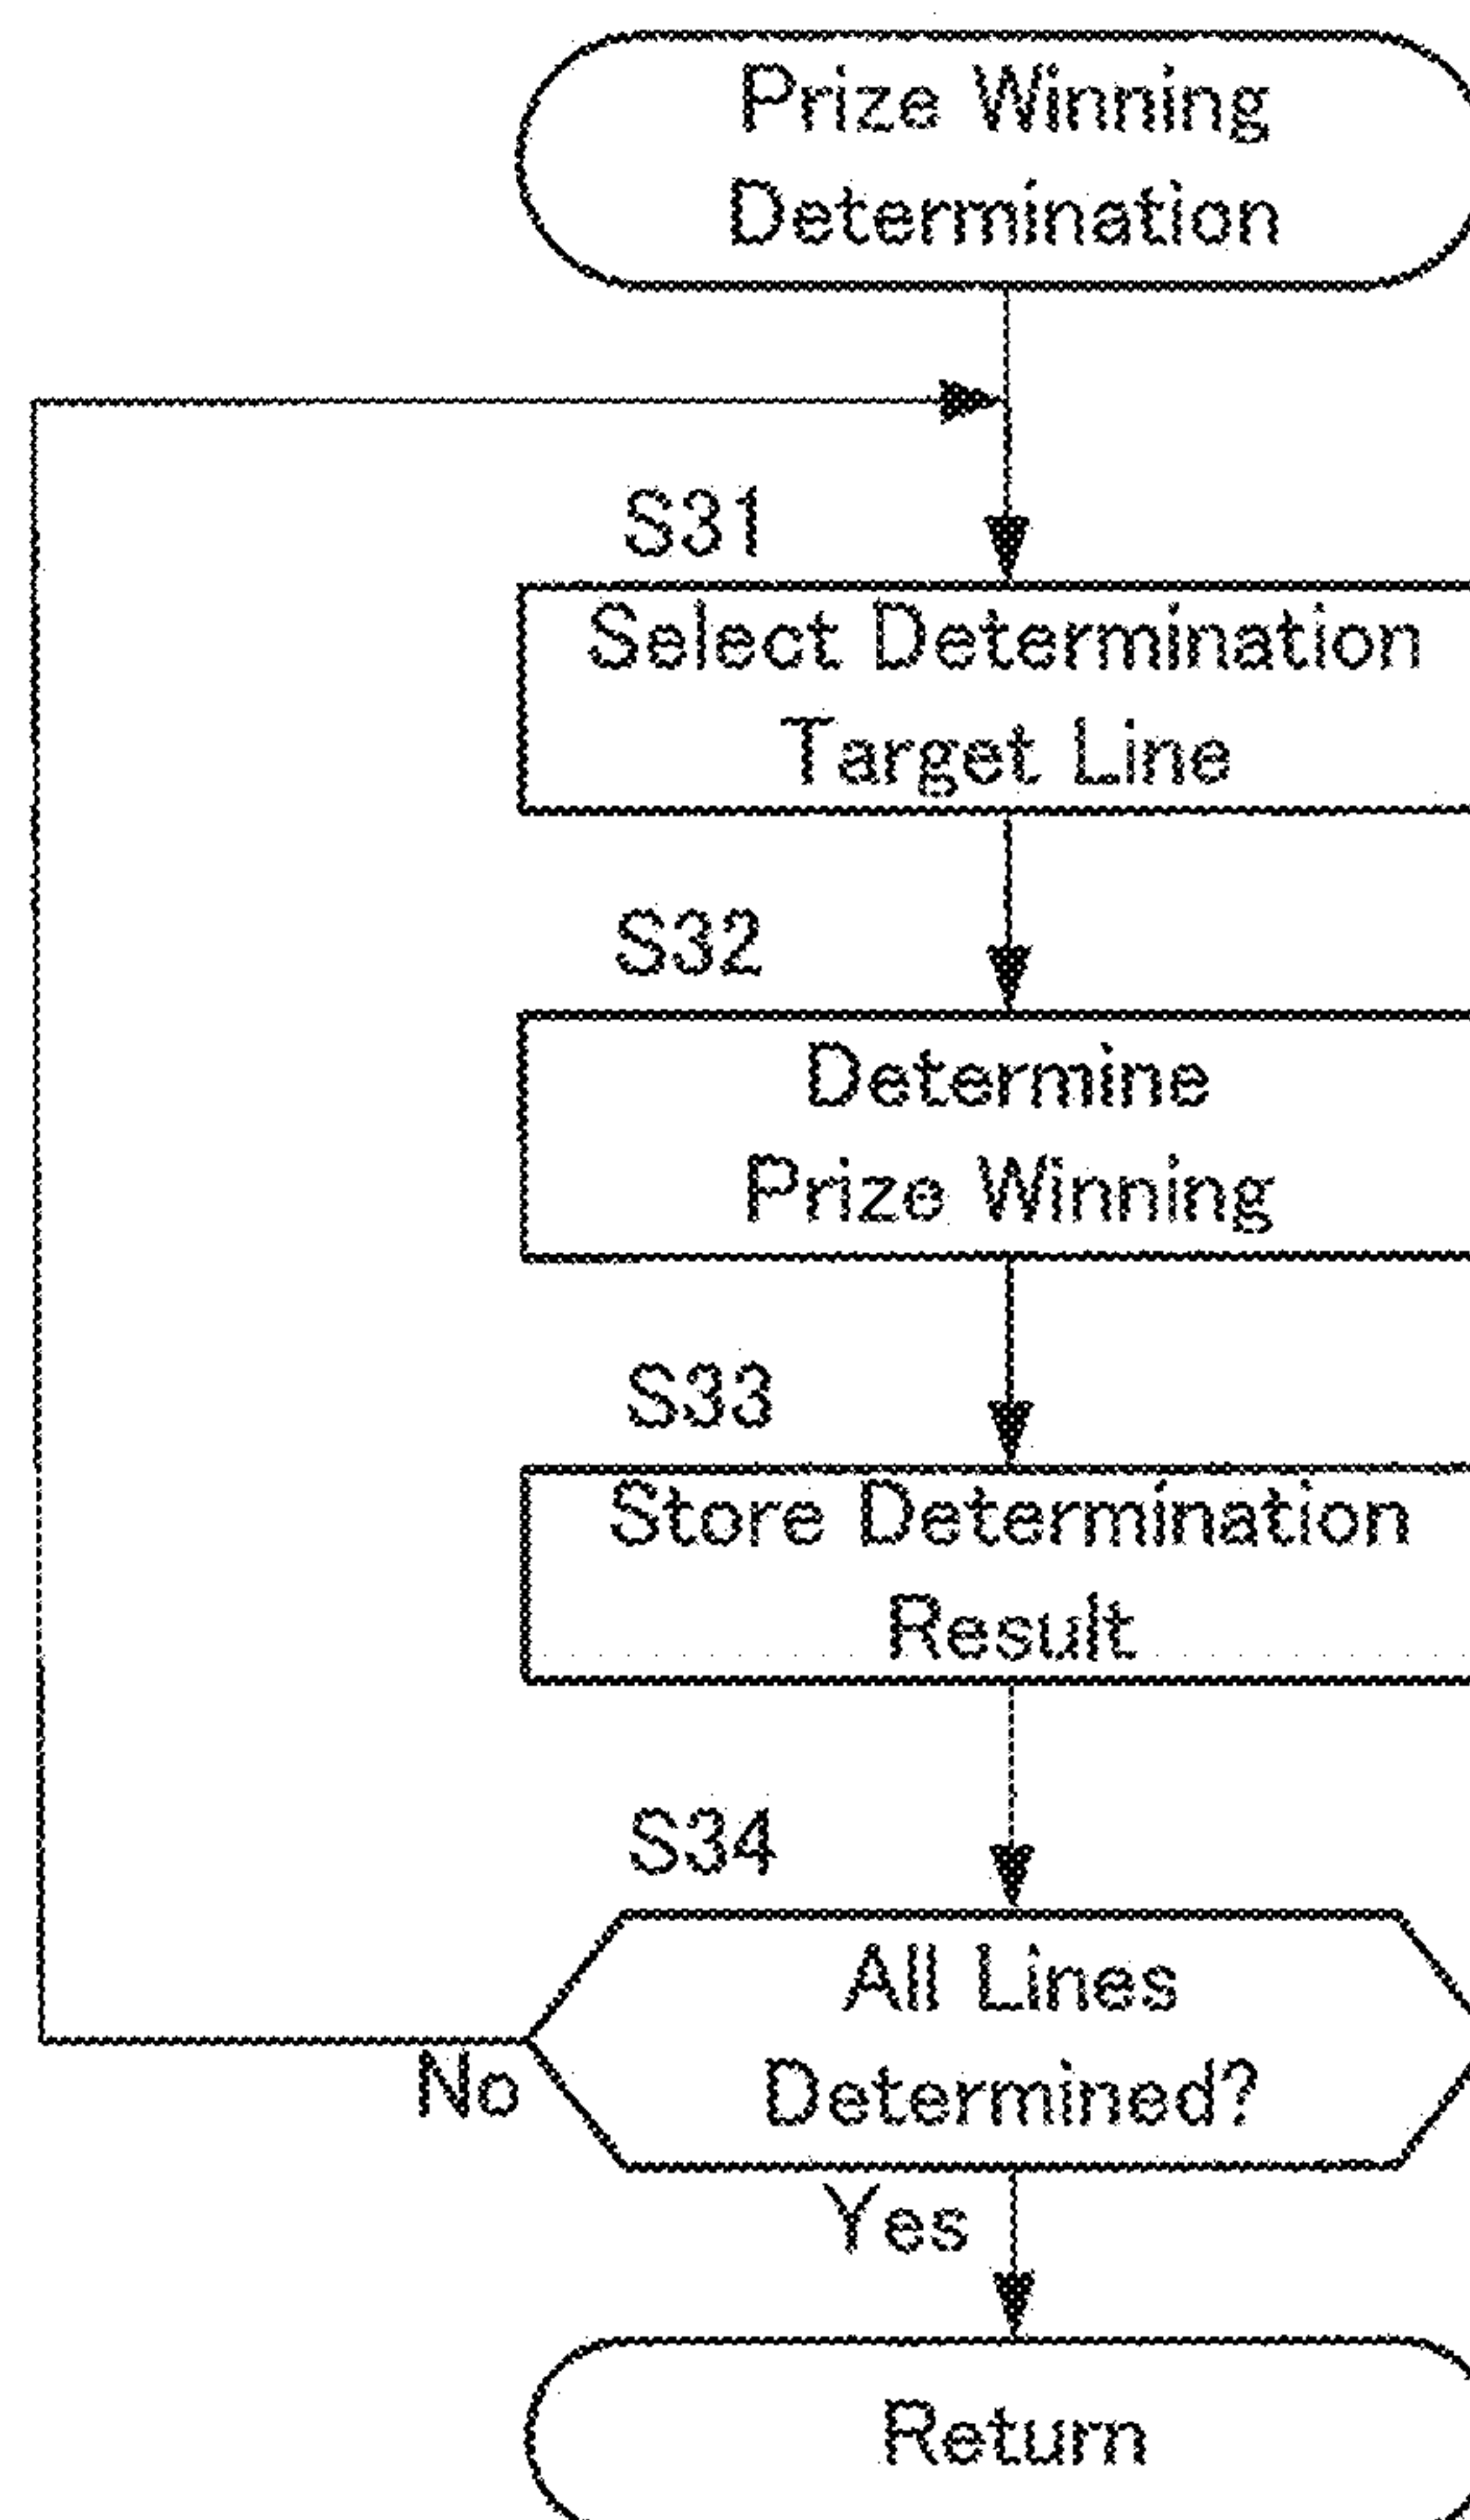 Prize Winning
Determination
S31
Select Determination
Target Line
S32
Determine
Prize Winning
S33
Store Determination
Result
S34
All Lines
Determined?
No
Yes
Return